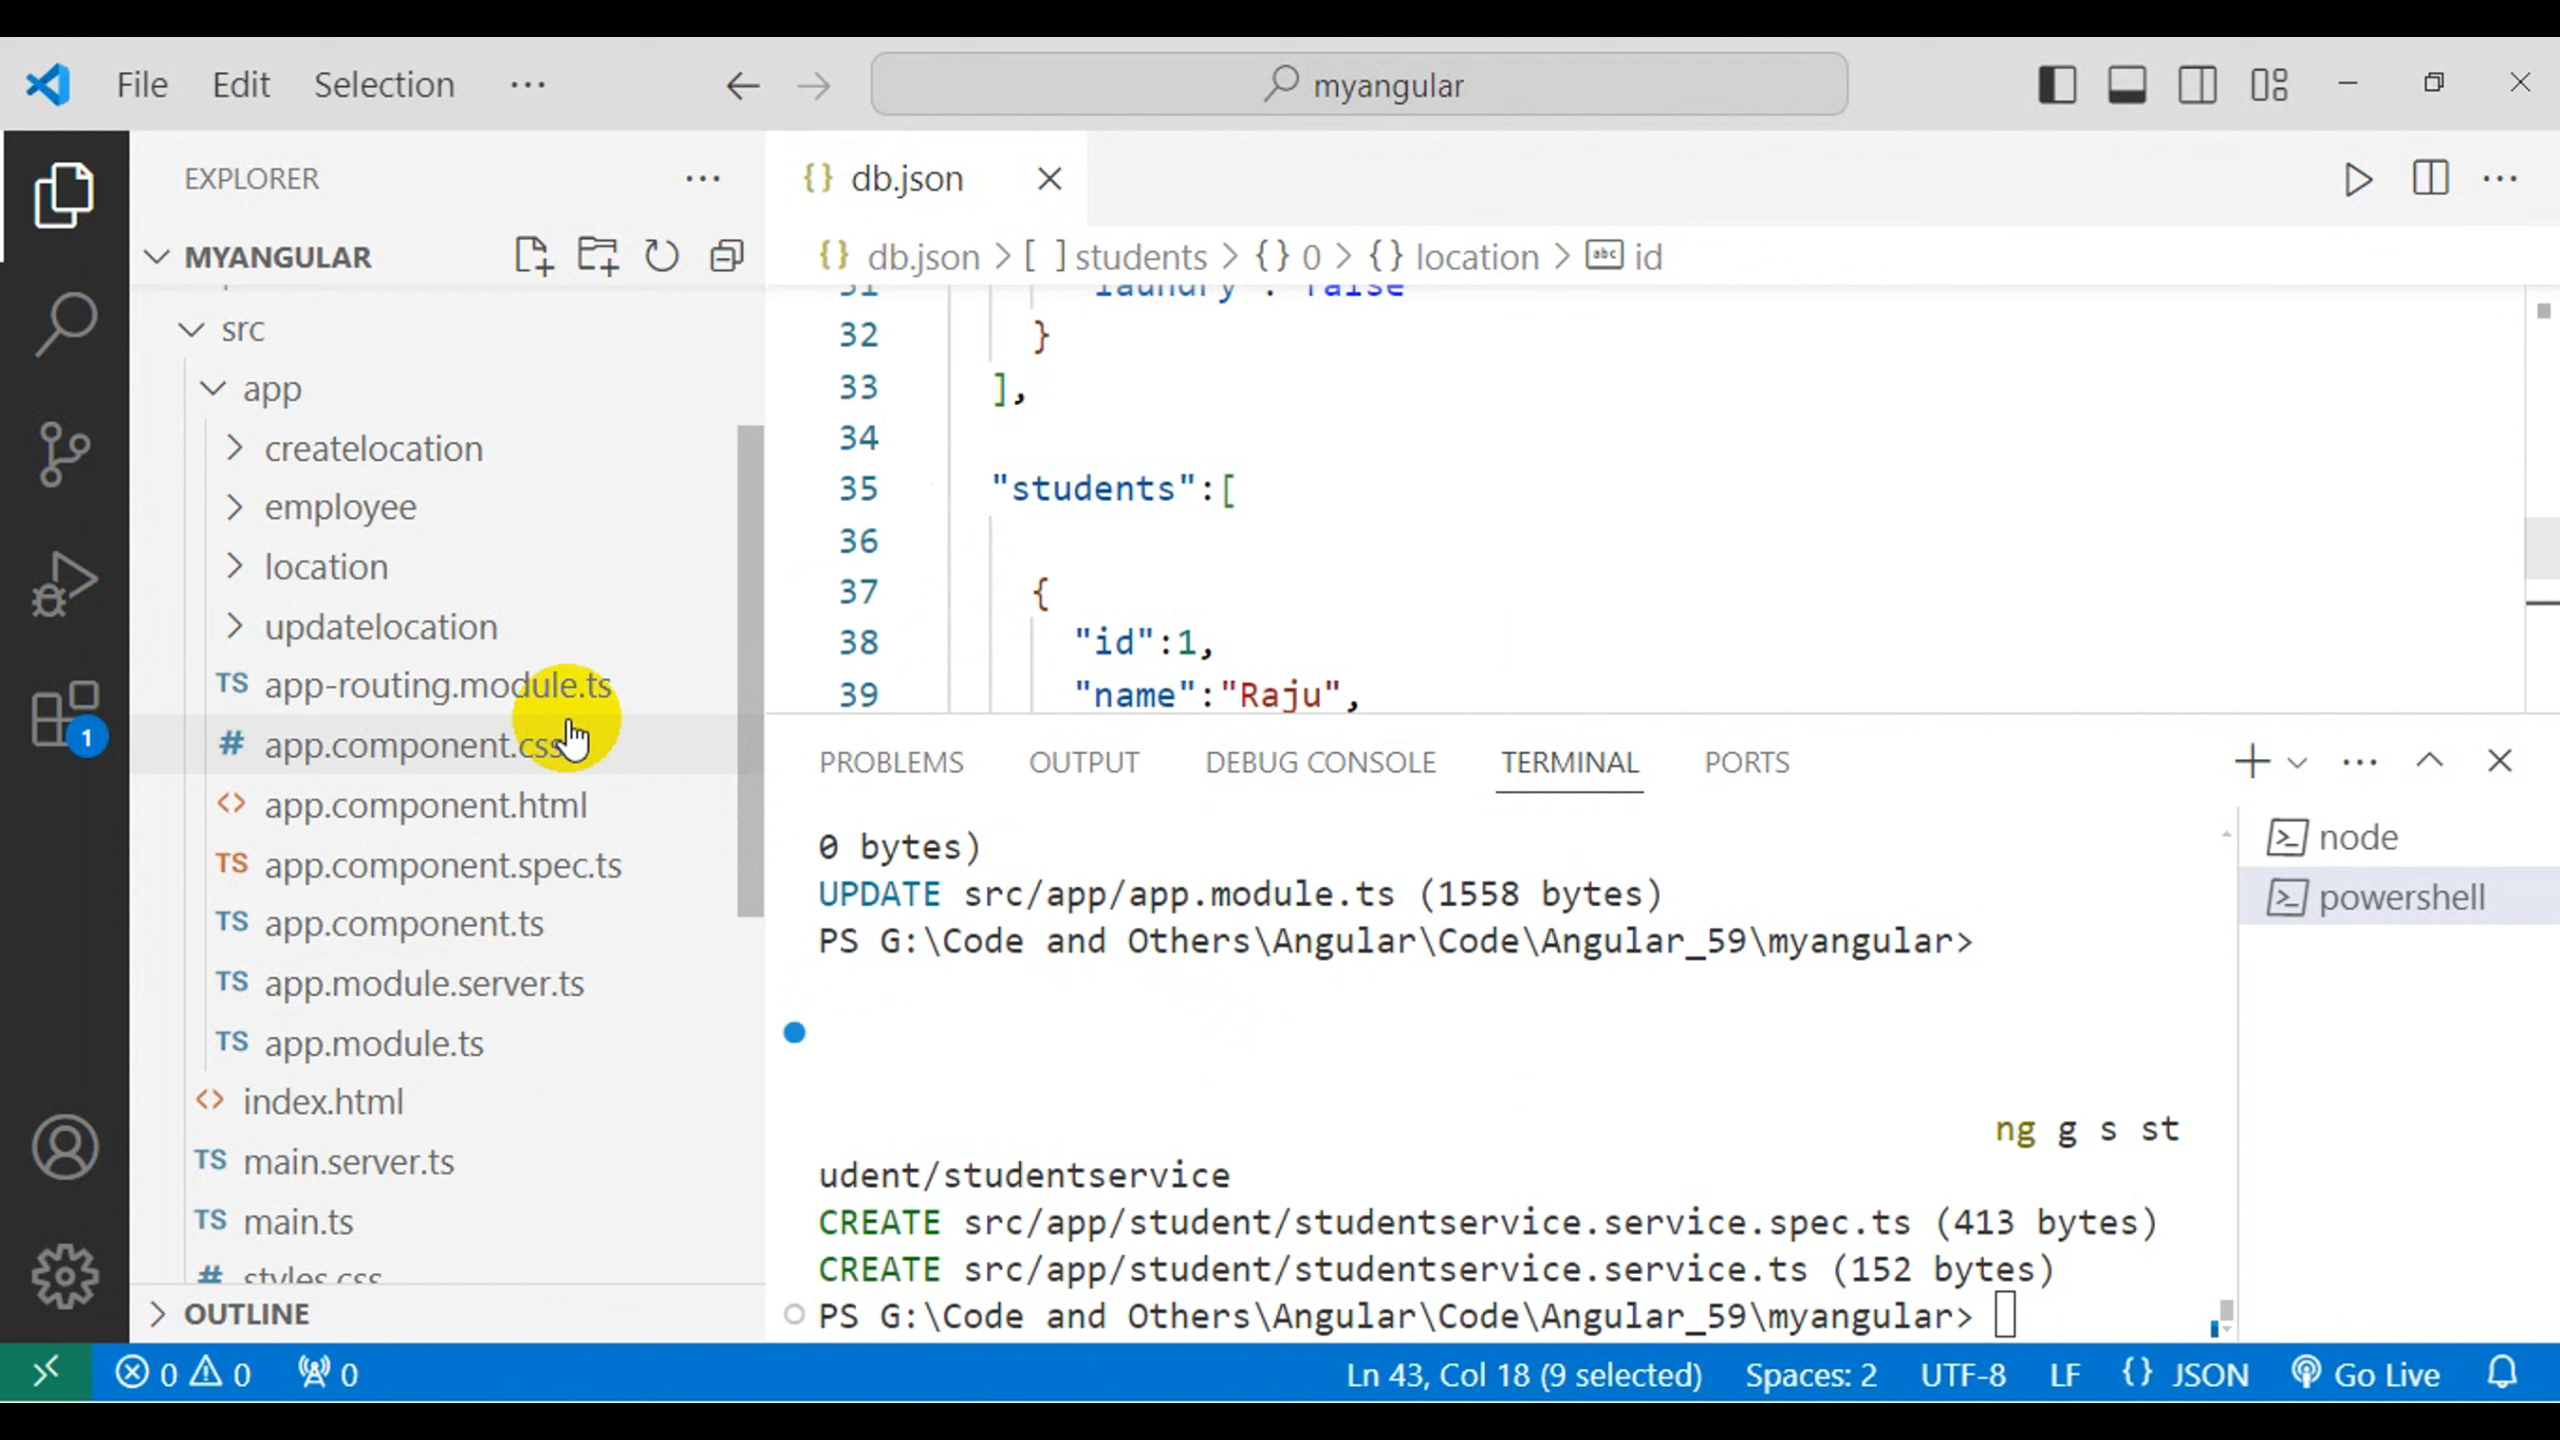 File Edit Selection ··· myangular
EXPLORER ···
MYANGULAR
src
app
createlocation
employee
location
updatelocation
TS app-routing.module.ts
# app.component.css
<> app.component.html
TS app.component.spec.ts
TS app.component.ts
TS app.module.server.ts
TS app.module.ts
<> index.html
TS main.server.ts
TS main.ts
# styles.css
OUTLINE
1
{} db.json
{} db.json > [ ] students > {} 0 > {} location > abc id
31 "laundry": false
32 }
33 ],
34
35 "students":[
36
37 {
38 "id":1,
39 "name":"Raju",
PROBLEMS OUTPUT DEBUG CONSOLE TERMINAL PORTS
0 bytes)
UPDATE src/app/app.module.ts (1558 bytes)
PS G:\Code and Others\Angular\Code\Angular_59\myangular>
ng g s st
udent/studentservice
CREATE src/app/student/studentservice.service.spec.ts (413 bytes)
CREATE src/app/student/studentservice.service.ts (152 bytes)
PS G:\Code and Others\Angular\Code\Angular_59\myangular>
node
powershell
0 0 0 Ln 43, Col 18 (9 selected) Spaces: 2 UTF-8 LF {} JSON Go Live